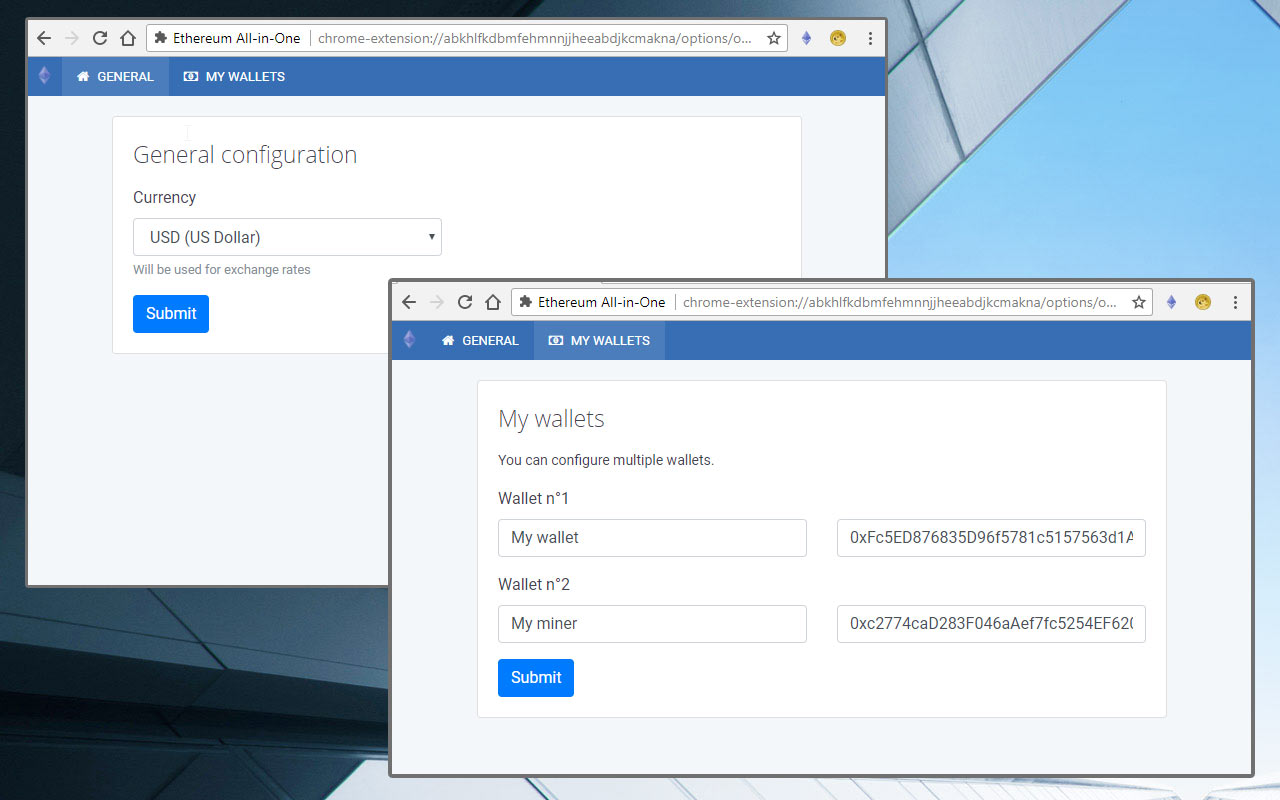 Ethereum All-in-One chrome-extension://abkhlfkdbmfehmnnjjheeabdjkcmakna/options/o...
GENERAL MY WALLETS
General configuration
Currency
USD (US Dollar)
Will be used for exchange rates
Submit
Ethereum All-in-One chrome-extension://abkhlfkdbmfehmnnjjheeabdjkcmakna/options/o...
GENERAL MY WALLETS
My wallets
You can configure multiple wallets.
Wallet n°1
My wallet 0xFc5ED876835D96f5781c5157563d1A
Wallet n°2
My miner 0xc2774caD283F046aAef7fc5254EF620
Submit